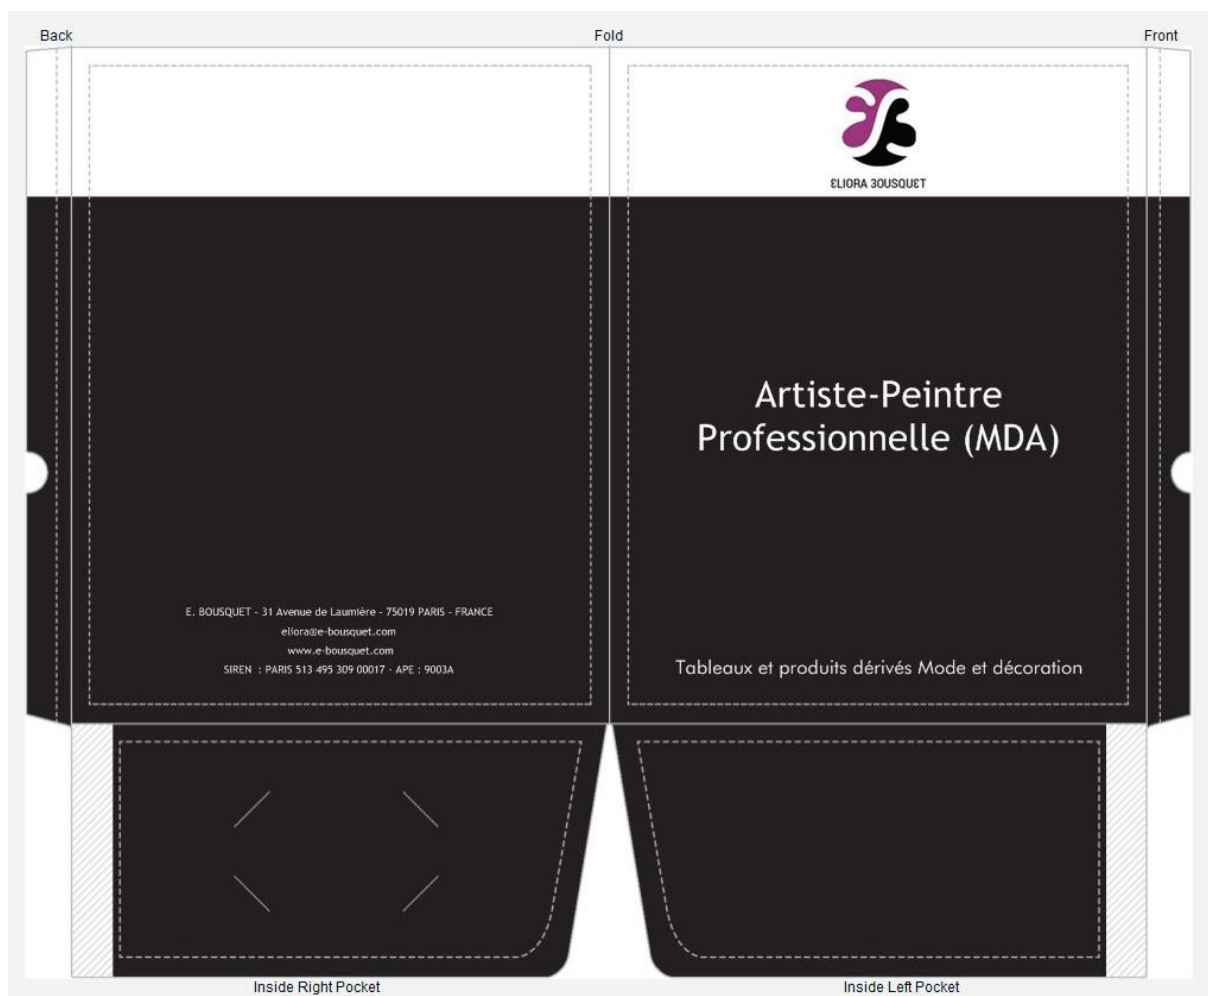 Back
Fold
Front
ƐLIORA 3OUSQUƐT
Artiste-Peintre
Professionnelle (MDA)
E. BOUSQUET - 31 Avenue de Laumière - 75019 PARIS - FRANCE
eliora@e-bousquet.com
www.e-bousquet.com
SIREN : PARIS 513 495 309 00017 - APE : 9003A
Tableaux et produits dérivés Mode et décoration
Inside Right Pocket
Inside Left Pocket